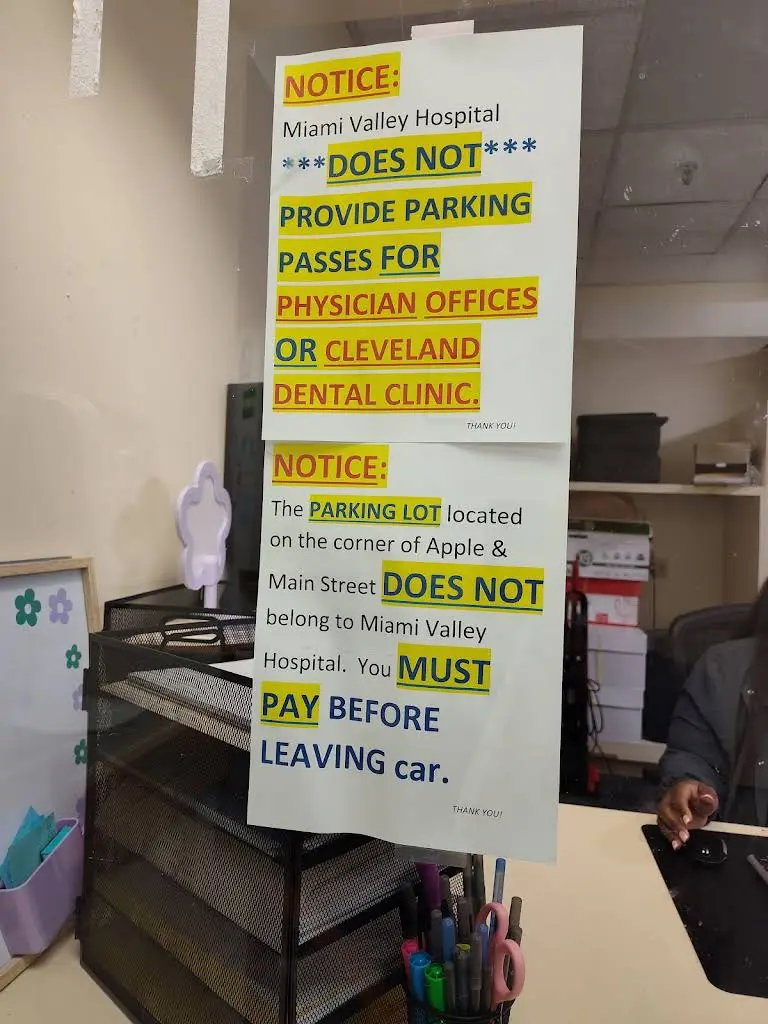 NOTICE:
Miami Valley Hospital
***DOES NOT***
PROVIDE PARKING
PASSES FOR
PHYSICIAN OFFICES
OR CLEVELAND
DENTAL CLINIC.
THANK YOU!
NOTICE:
The PARKING LOT located
on the corner of Apple &
Main Street DOES NOT
belong to Miami Valley
Hospital. You MUST
PAY BEFORE
LEAVING car.
THANK YOU!